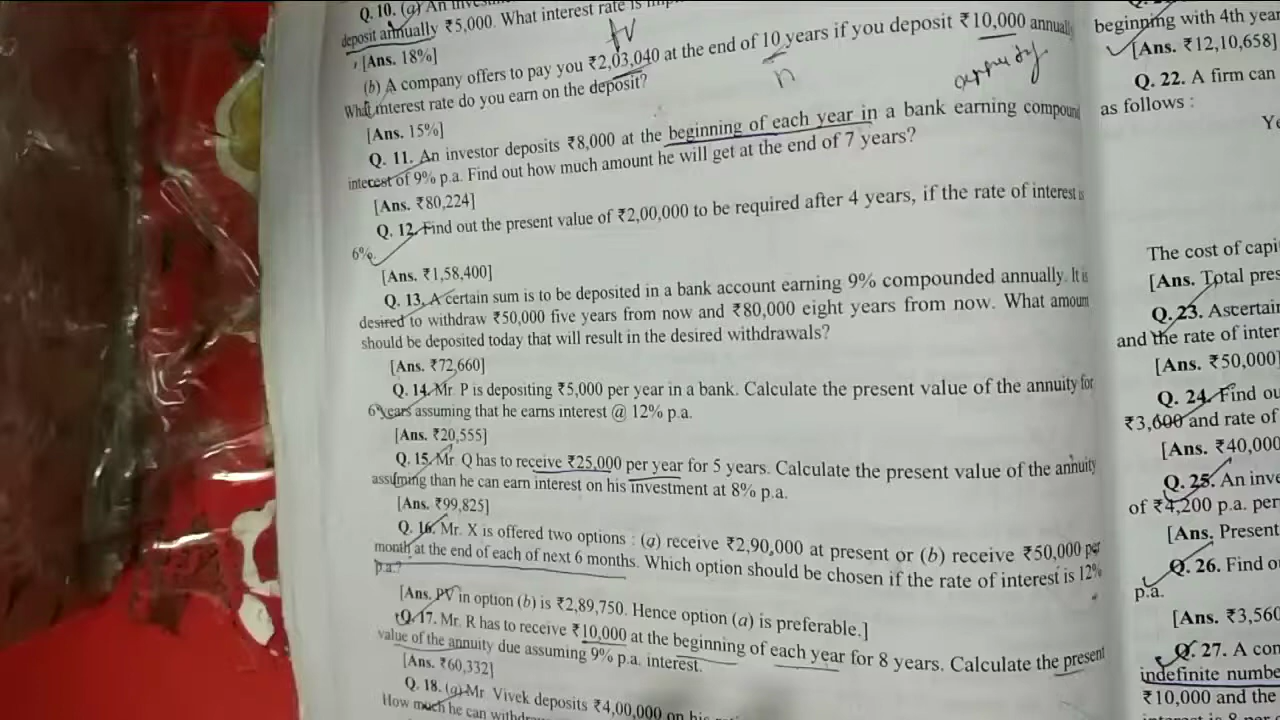 Q. 10. (a) An
deposit annually ₹5,000. What interest rate is
[Ans. 18%]
FV
(b) A company offers to pay you ₹2,03,040 at the end of 10 years if you deposit ₹10,000 annually
What interest rate do you earn on the deposit?
n
annuity
[Ans. 15%]
Q. 11. An investor deposits ₹8,000 at the beginning of each year in a bank earning compound
interest of 9% p.a. Find out how much amount he will get at the end of 7 years?
[Ans. ₹80,224]
Q. 12. Find out the present value of ₹2,00,000 to be required after 4 years, if the rate of interest is
6%.
[Ans. ₹1,58,400]
Q. 13. A certain sum is to be deposited in a bank account earning 9% compounded annually. It is
desired to withdraw ₹50,000 five years from now and ₹80,000 eight years from now. What amount
should be deposited today that will result in the desired withdrawals?
[Ans. ₹72,660]
Q. 14. Mr. P is depositing ₹5,000 per year in a bank. Calculate the present value of the annuity for
6 years assuming that he earns interest @ 12% p.a.
[Ans. ₹20,555]
Q. 15. Mr. Q has to receive ₹25,000 per year for 5 years. Calculate the present value of the annuity
assuming than he can earn interest on his investment at 8% p.a.
[Ans. ₹99,825]
Q. 16. Mr. X is offered two options : (a) receive ₹2,90,000 at present or (b) receive ₹50,000 per
month at the end of each of next 6 months. Which option should be chosen if the rate of interest is 12%
p.a.?
[Ans. PV in option (b) is ₹2,89,750. Hence option (a) is preferable.]
Q. 17. Mr. R has to receive ₹10,000 at the beginning of each year for 8 years. Calculate the present
value of the annuity due assuming 9% p.a. interest.
[Ans. ₹60,332]
Q. 18. (a) Mr. Vivek deposits ₹4,00,000 on his
How much he can
beginning with 4th year
[Ans. ₹12,10,658]
Q. 22. A firm can
as follows :
The cost of
[Ans. Total
Q. 23.
and the rate of
[Ans. ₹50,000]
Q. 24. Find
₹3,600 and rate of
[Ans. ₹40,000
Q. 25. An
of ₹4,200 p.a. per
[Ans. Present
Q. 26. Find
p.a.
[Ans.
Q. 27. A
indefinite
₹10,000 and the